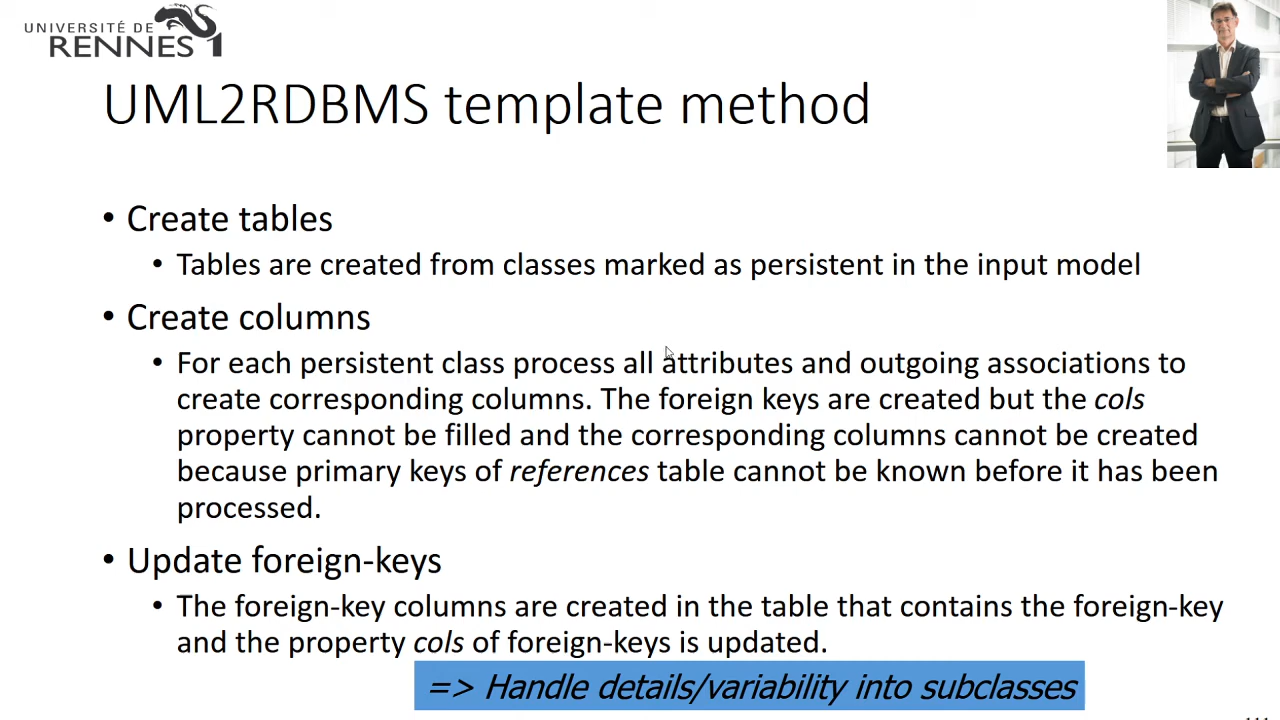 UNIVERSITÉ DE
RENNES 1
UML2RDBMS template method
• Create tables
• Tables are created from classes marked as persistent in the input model
• Create columns
• For each persistent class process all attributes and outgoing associations to
create corresponding columns. The foreign keys are created but the cols
property cannot be filled and the corresponding columns cannot be created
because primary keys of references table cannot be known before it has been
processed.
• Update foreign-keys
• The foreign-key columns are created in the table that contains the foreign-key
and the property cols of foreign-keys is updated.
=> Handle details/variability into subclasses